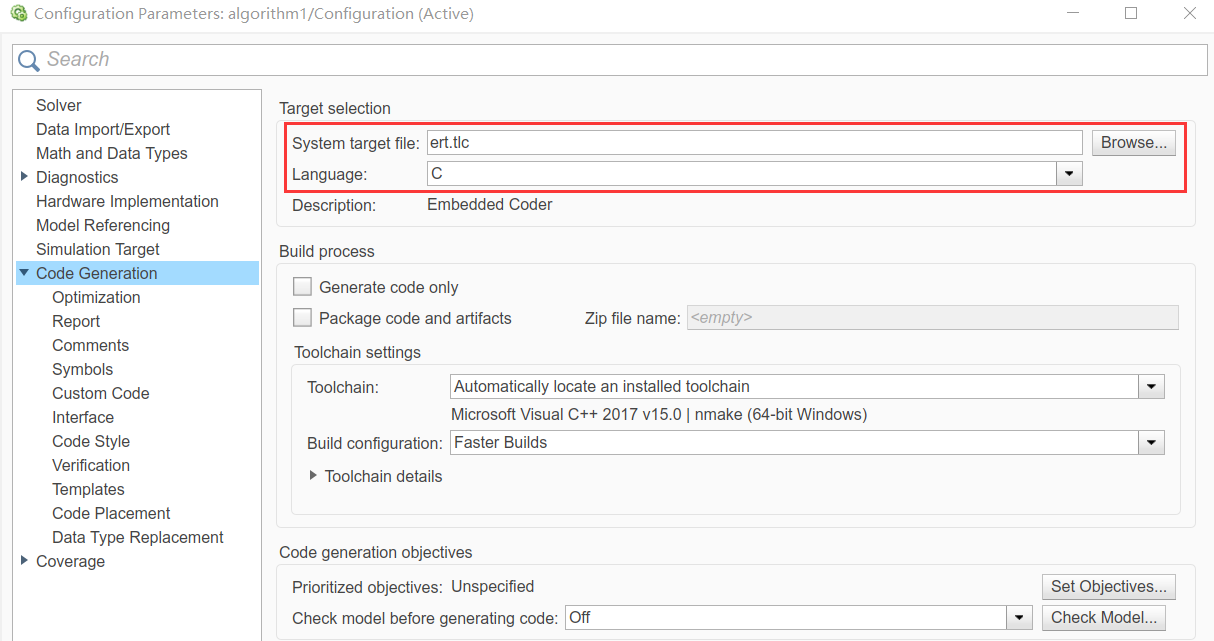 Configuration Parameters: algorithm1/Configuration (Active)
Search
Solver
Data Import/Export
Math and Data Types
Diagnostics
Hardware Implementation
Model Referencing
Simulation Target
Code Generation
Optimization
Report
Comments
Symbols
Custom Code
Interface
Code Style
Verification
Templates
Code Placement
Data Type Replacement
Coverage
Target selection
System target file: ert.tlc Browse...
Language: C
Description: Embedded Coder
Build process
Generate code only
Package code and artifacts Zip file name: <empty>
Toolchain settings
Toolchain: Automatically locate an installed toolchain
Microsoft Visual C++ 2017 v15.0 | nmake (64-bit Windows)
Build configuration: Faster Builds
Toolchain details
Code generation objectives
Prioritized objectives: Unspecified Set Objectives...
Check model before generating code: Off Check Model...